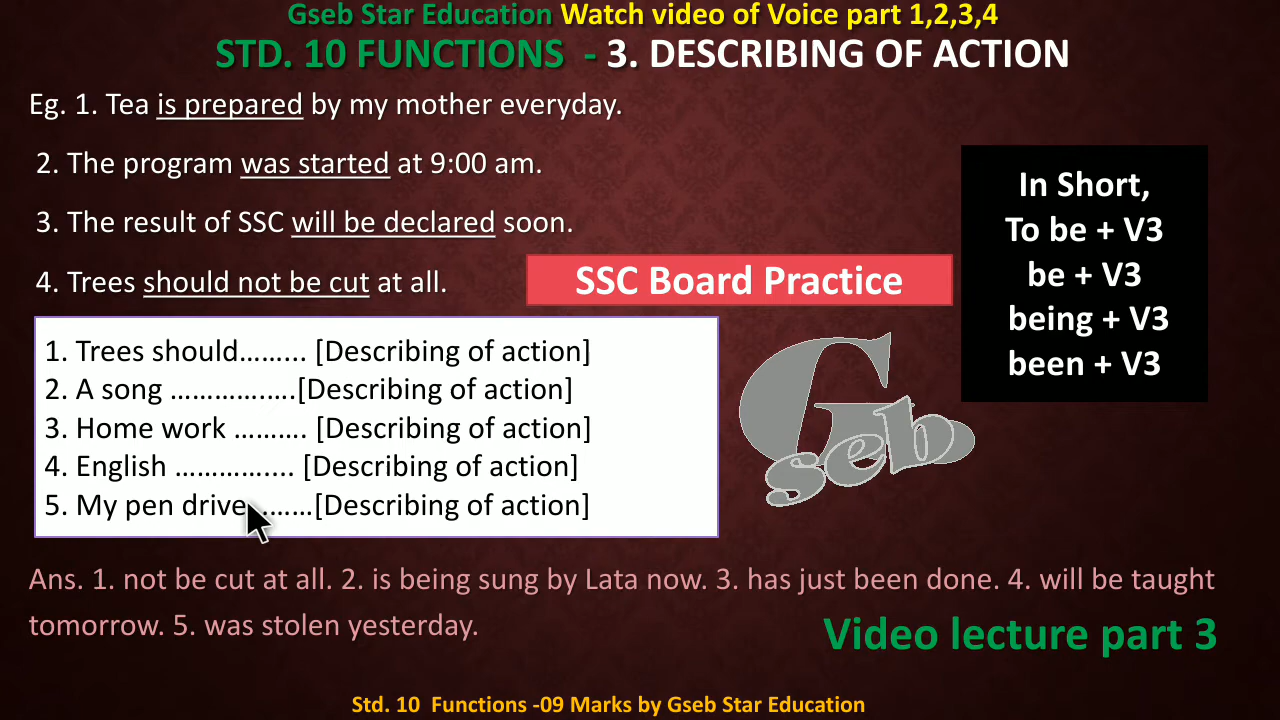 Gseb Star Education Watch video of Voice part 1,2,3,4
STD. 10 FUNCTIONS - 3. DESCRIBING OF ACTION
Eg. 1. Tea is prepared by my mother everyday.
2. The program was started at 9:00 am.
3. The result of SSC will be declared soon.
4. Trees should not be cut at all.
In Short,
To be + V3
be + V3
being + V3
been + V3
SSC Board Practice
1. Trees should…….. [Describing of action]
2. A song ……………..[Describing of action]
3. Home work ………. [Describing of action]
4. English ………….... [Describing of action]
5. My pen drive………[Describing of action]
Gseb
Ans. 1. not be cut at all. 2. is being sung by Lata now. 3. has just been done. 4. will be taught
tomorrow. 5. was stolen yesterday.
Video lecture part 3
Std. 10 Functions -09 Marks by Gseb Star Education